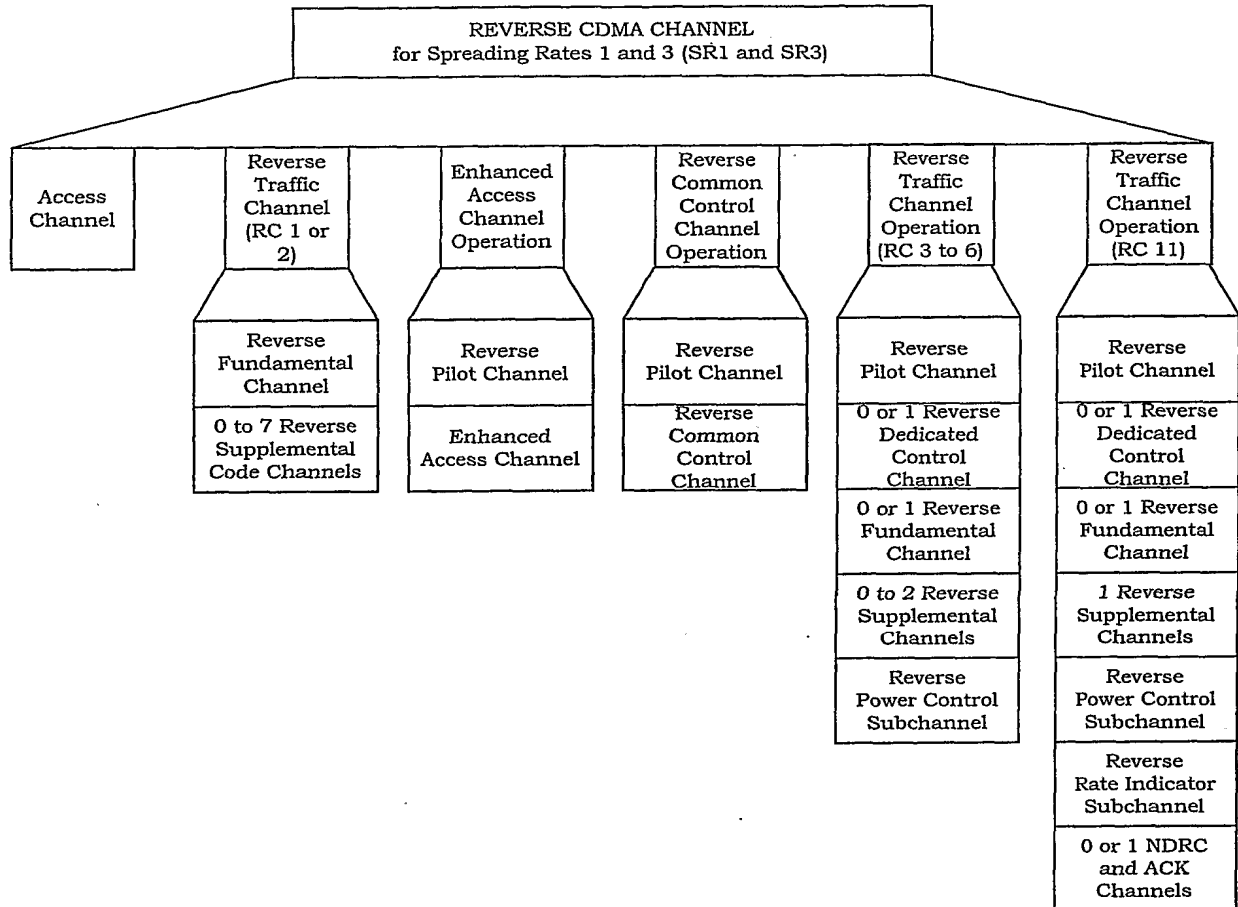 REVERSE CDMA CHANNEL
for Spreading Rates 1 and 3 (SR1 and SR3)
Access
Channel
Reverse
Traffic
Channel
(RC 1 or
2)
Enhanced
Access
Channel
Operation
Reverse
Common
Control
Channel
Operation
Reverse
Traffic
Channel
Operation
(RC 3 to 6)
Reverse
Traffic
Channel
Operation
(RC 11)
Reverse
Fundamental
Channel
0 to 7 Reverse
Supplemental
Code Channels
Reverse
Pilot Channel
Enhanced
Access Channel
Reverse
Pilot Channel
Reverse
Common
Control
Channel
Reverse
Pilot Channel
0 or 1 Reverse
Dedicated
Control
Channel
0 or 1 Reverse
Fundamental
Channel
0 to 2 Reverse
Supplemental
Channels
Reverse
Power Control
Subchannel
Reverse
Pilot Channel
0 or 1 Reverse
Dedicated
Control
Channel
0 or 1 Reverse
Fundamental
Channel
1 Reverse
Supplemental
Channels
Reverse
Power Control
Subchannel
Reverse
Rate Indicator
Subchannel
0 or 1 NDRC
and ACK
Channels